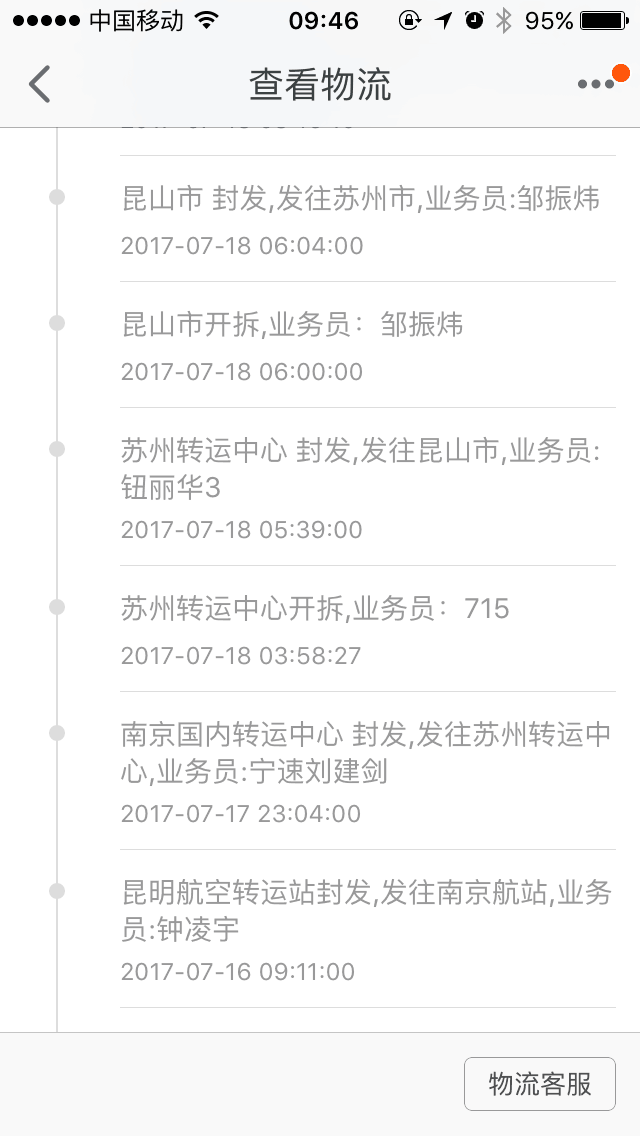 中国移动 09:46 95%
查看物流
昆山市 封发,发往苏州市,业务员:邹振炜
2017-07-18 06:04:00
昆山市开拆,业务员：邹振炜
2017-07-18 06:00:00
苏州转运中心 封发,发往昆山市,业务员:
钮丽华3
2017-07-18 05:39:00
苏州转运中心开拆,业务员：715
2017-07-18 03:58:27
南京国内转运中心 封发,发往苏州转运中
心,业务员:宁速刘建剑
2017-07-17 23:04:00
昆明航空转运站封发,发往南京航站,业务
员:钟凌宇
2017-07-16 09:11:00
物流客服